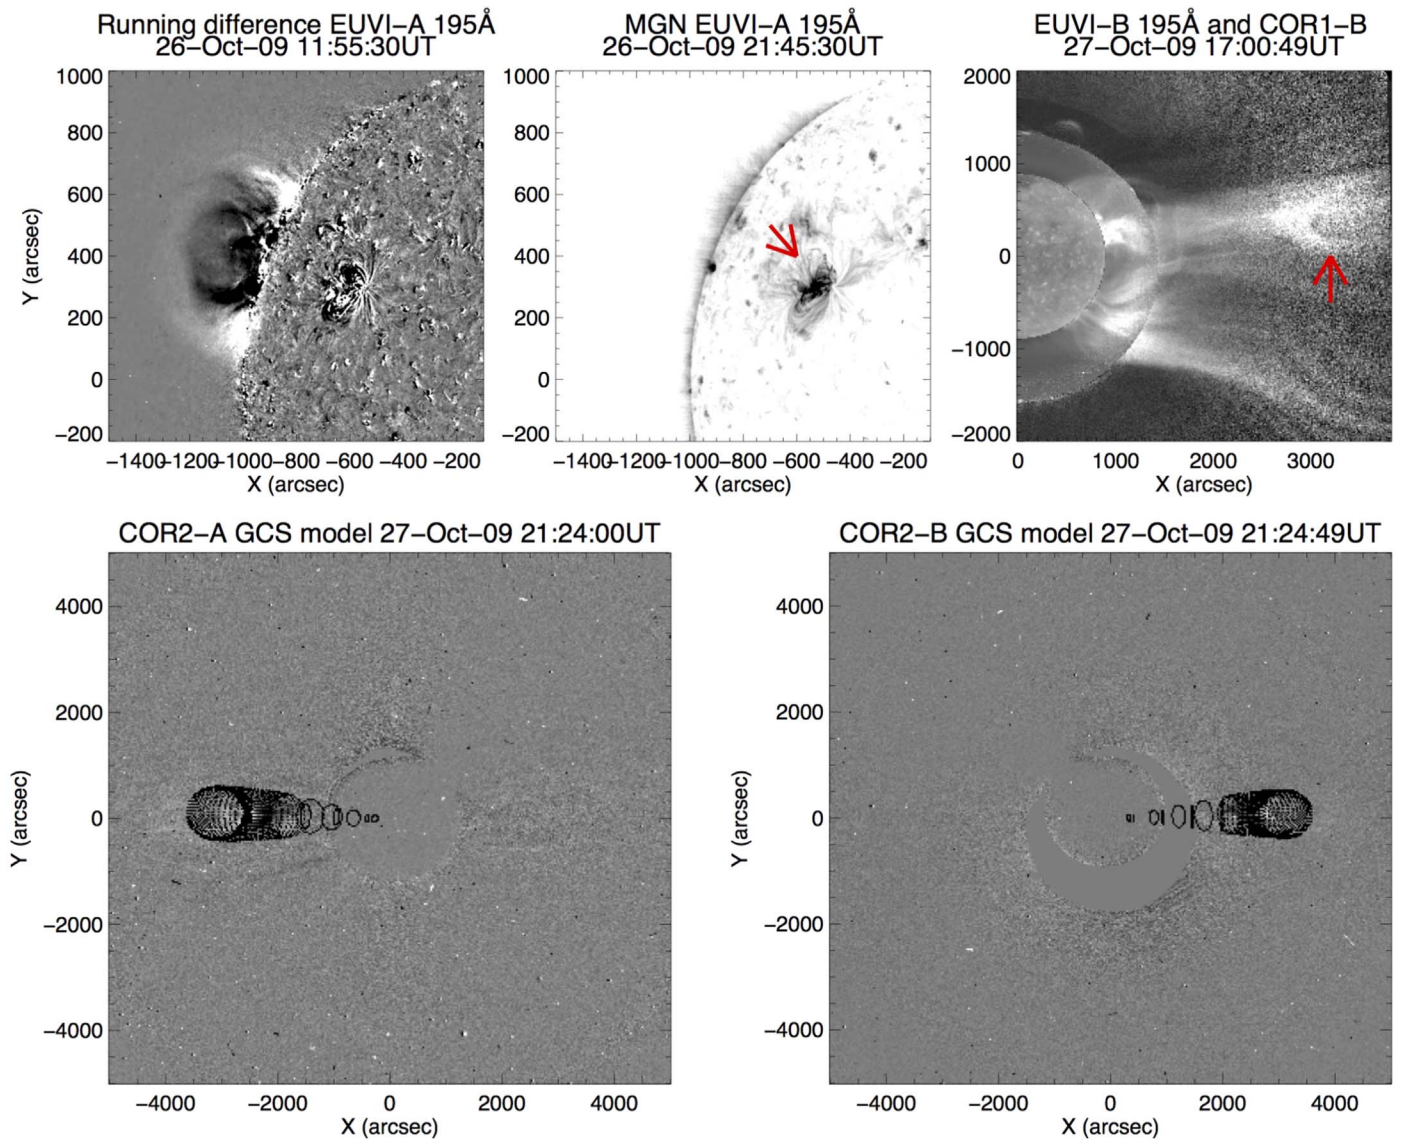 Running difference EUVI−A 195Å
26−Oct−09 11:55:30UT
MGN EUVI−A 195Å
26−Oct−09 21:45:30UT
EUVI−B 195Å and COR1−B
27−Oct−09 17:00:49UT
1000
800
600
400
200
0
−200
Y (arcsec)
−1400−1200−1000−800 −600 −400 −200
X (arcsec)
1000
800
600
400
200
0
−200
−1400−1200−1000−800 −600 −400 −200
X (arcsec)
2000
1000
0
−1000
−2000
0 1000 2000 3000
X (arcsec)
COR2−A GCS model 27−Oct−09 21:24:00UT
4000
2000
0
−2000
−4000
Y (arcsec)
−4000 −2000 0 2000 4000
X (arcsec)
COR2−B GCS model 27−Oct−09 21:24:49UT
4000
2000
0
−2000
−4000
Y (arcsec)
−4000 −2000 0 2000 4000
X (arcsec)